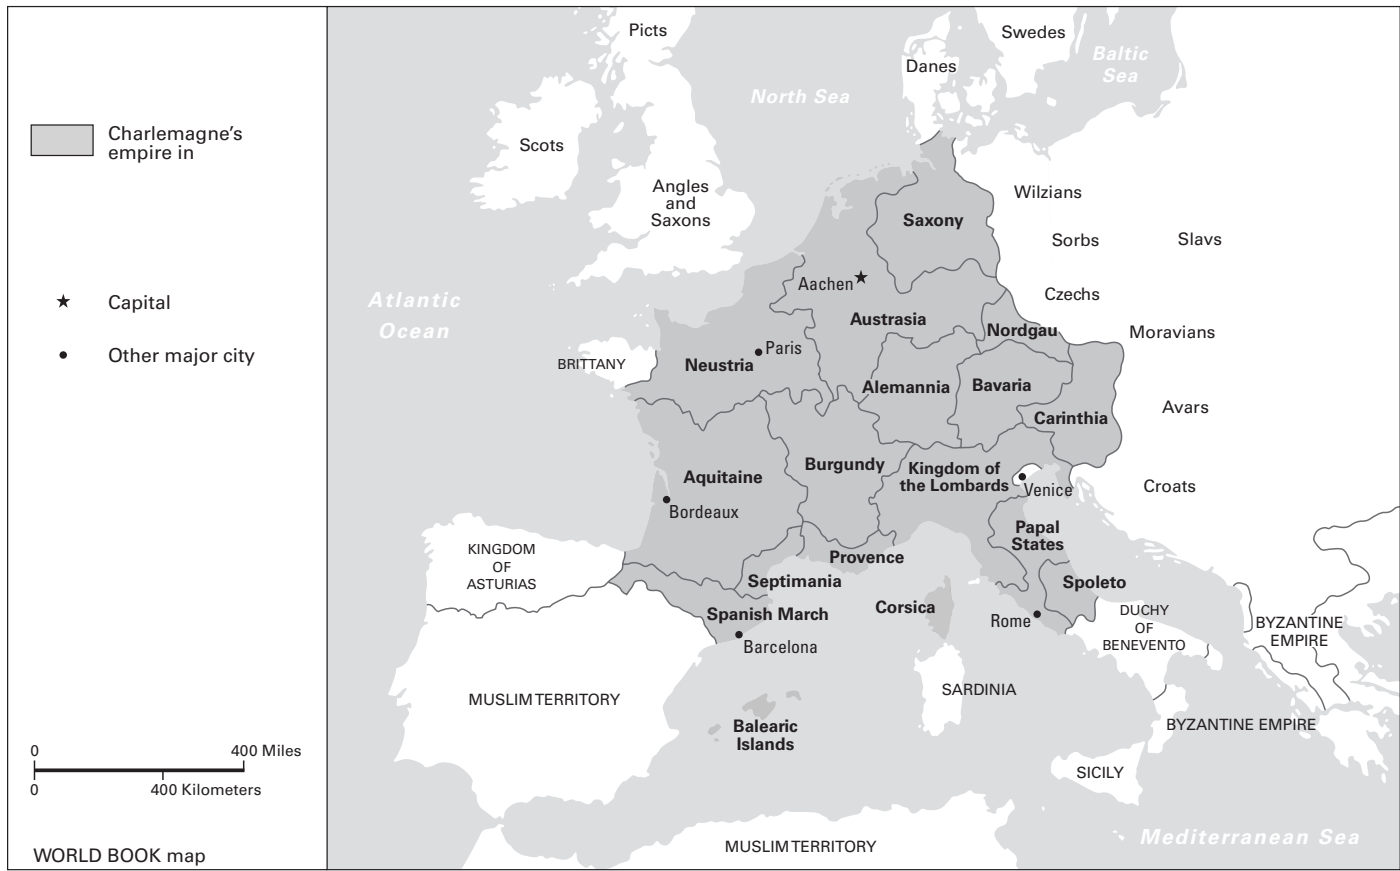 Charlemagne's
empire in
Capital
Other major city
0
400 Miles
0
400 Kilometers
WORLD BOOK map
Picts
Swedes
Danes
Baltic
Sea
North Sea
Scots
Angles
and
Saxons
Wilzians
Saxony
Sorbs
Slavs
Aachen
Czechs
Atlantic
Ocean
Austrasia
Nordgau
Moravians
Paris
BRITTANY
Neustria
Alemannia
Bavaria
Avars
Carinthia
Burgundy
Kingdom of
the Lombards
Aquitaine
Venice
Croats
Bordeaux
Papal
States
KINGDOM
OF
ASTURIAS
Provence
Septimania
Spoleto
Spanish March
Corsica
Rome
DUCHY
OF
BENEVENTO
BYZANTINE
EMPIRE
Barcelona
MUSLIM TERRITORY
SARDINIA
Balearic
Islands
BYZANTINE EMPIRE
SICILY
Mediterranean Sea
MUSLIM TERRITORY